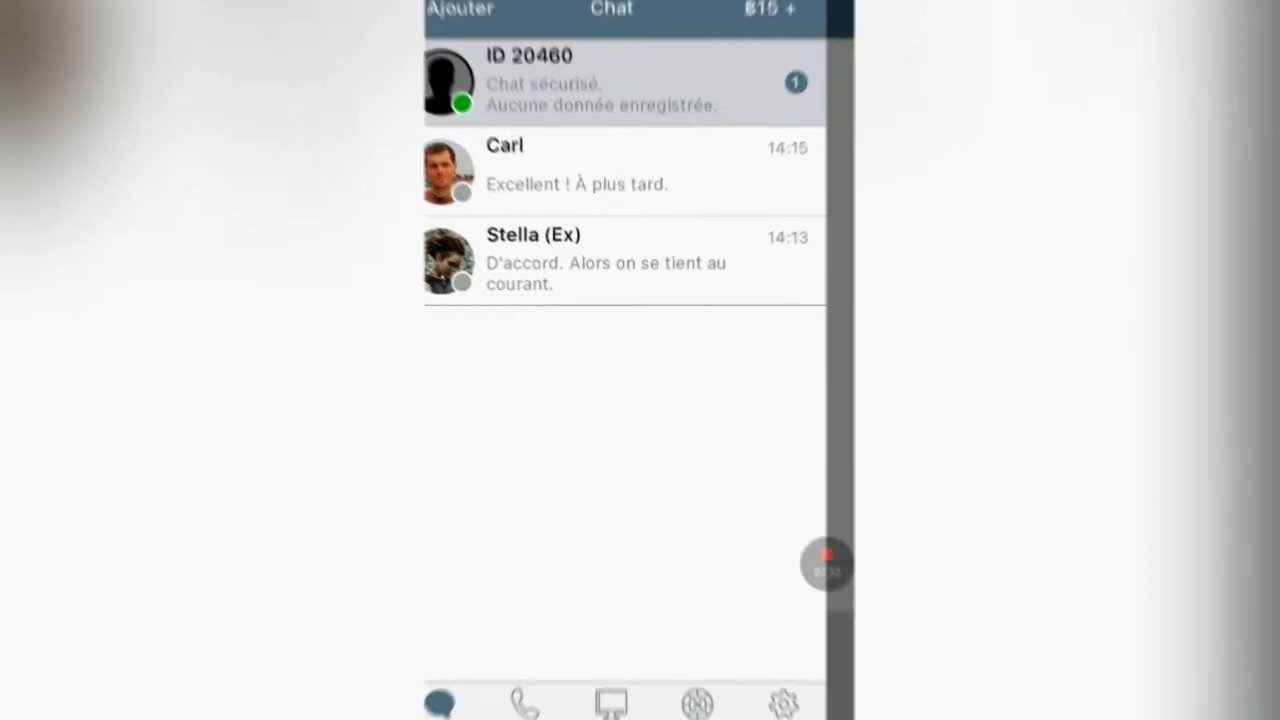 Ajouter Chat ฿15 +
ID 20460
Chat sécurisé.
Aucune donnée enregistrée.
1
Carl 14:15
Excellent ! À plus tard.
Stella (Ex) 14:13
D'accord. Alors on se tient au
courant.